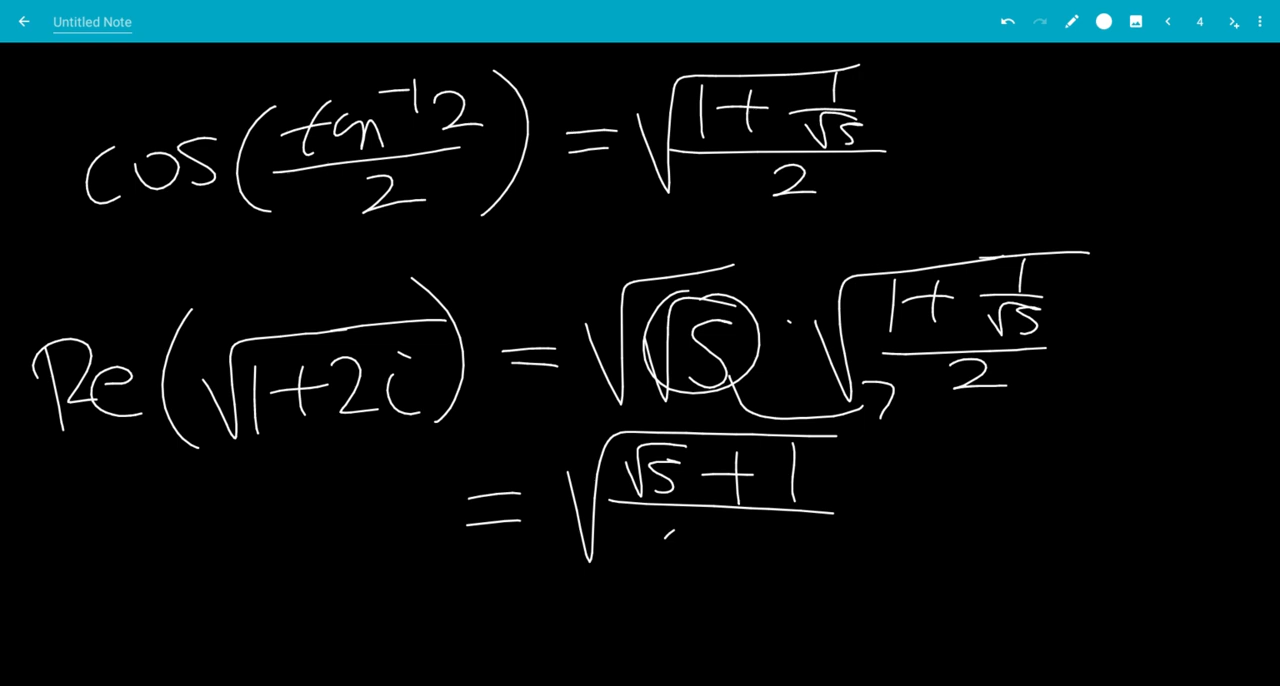 Untitled Note
4
cos(tan⁻¹2 / 2) = √((1 + 1/√5) / 2)
Re(√(1+2i)) = √(√5) · √((1 + 1/√5) / 2)
= √((√5 + 1) / )